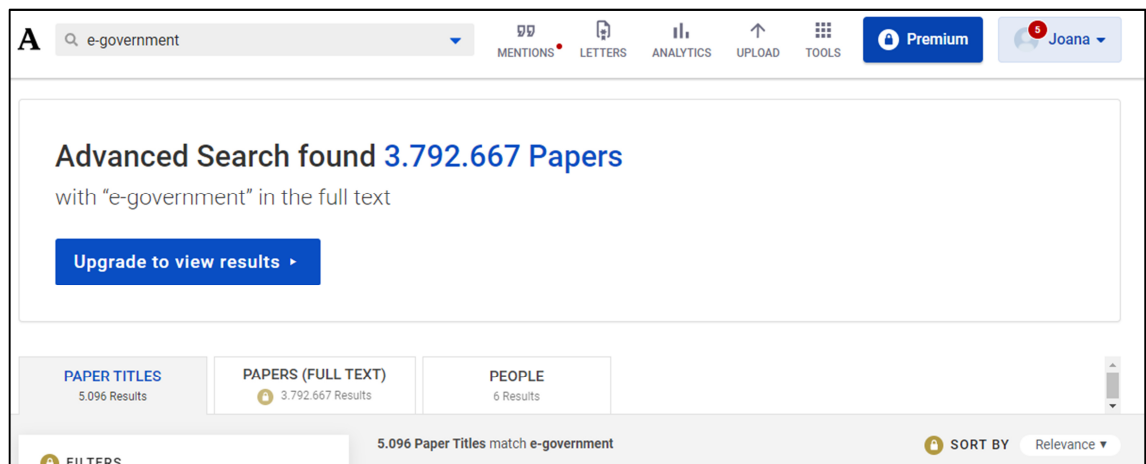 A
e-government
MENTIONS
LETTERS
ANALYTICS
UPLOAD
TOOLS
Premium
5
Joana
Advanced Search found 3.792.667 Papers
with “e-government” in the full text
Upgrade to view results
PAPER TITLES
5.096 Results
PAPERS (FULL TEXT)
3.792.667 Results
PEOPLE
6 Results
5.096 Paper Titles match e-government
SORT BY Relevance
FILTERS